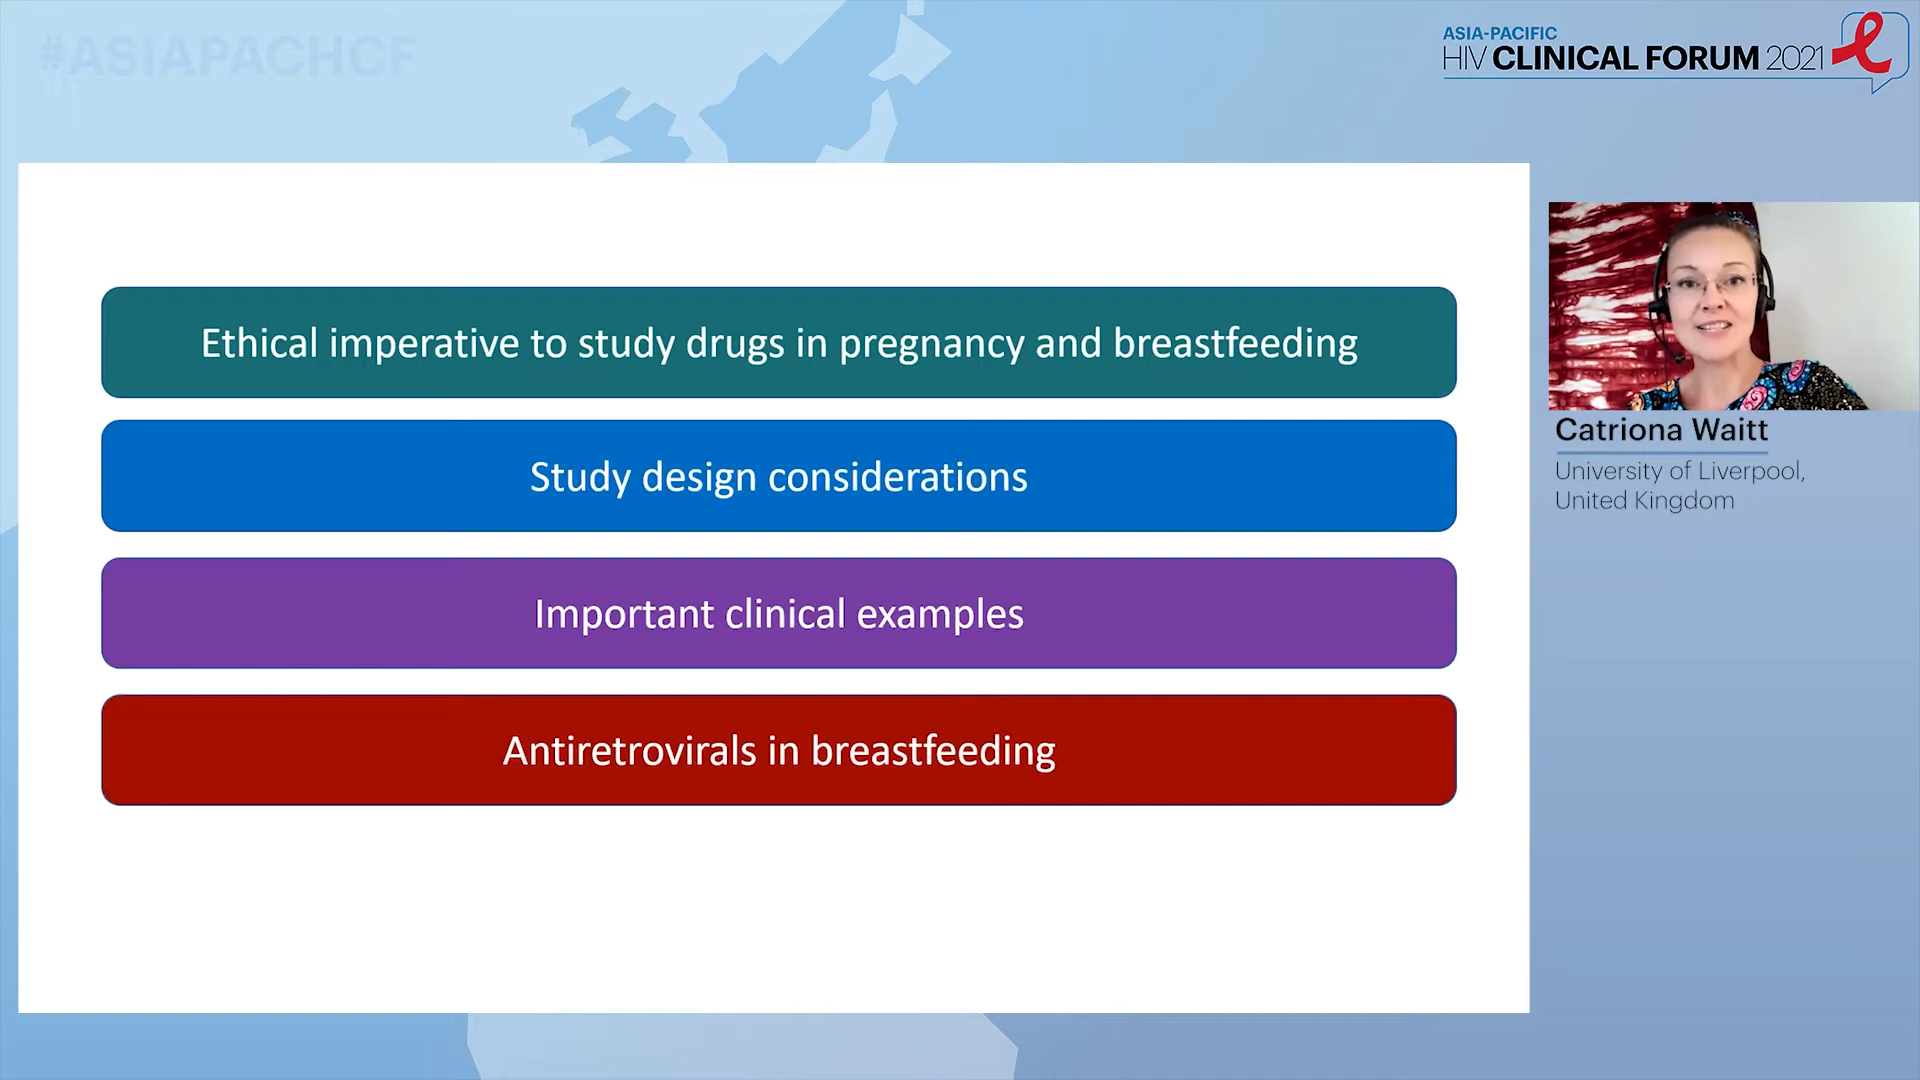 #ASIAPACHCF
ASIA-PACIFIC
HIV CLINICAL FORUM 2021
Ethical imperative to study drugs in pregnancy and breastfeeding
Study design considerations
Important clinical examples
Antiretrovirals in breastfeeding
Catriona Waitt
University of Liverpool,
United Kingdom